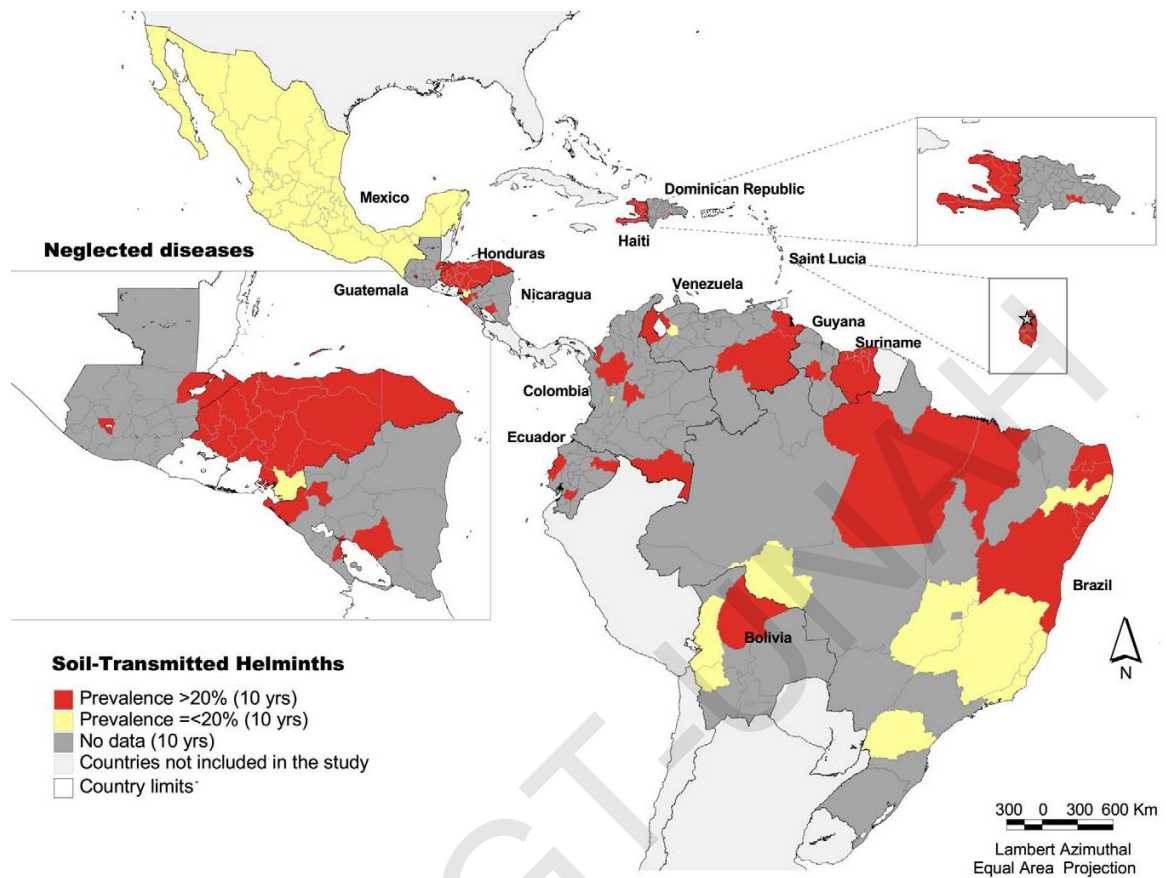 Mexico
Dominican Republic
Haiti
Neglected diseases
Honduras
Saint Lucia
Guatemala
Nicaragua
Venezuela
Guyana
Suriname
Colombia
Ecuador
Brazil
Bolivia
N
Soil-Transmitted Helminths
Prevalence >20% (10 yrs)
Prevalence =<20% (10 yrs)
No data (10 yrs)
Countries not included in the study
Country limits
300 0 300 600 Km
Lambert Azimuthal
Equal Area Projection